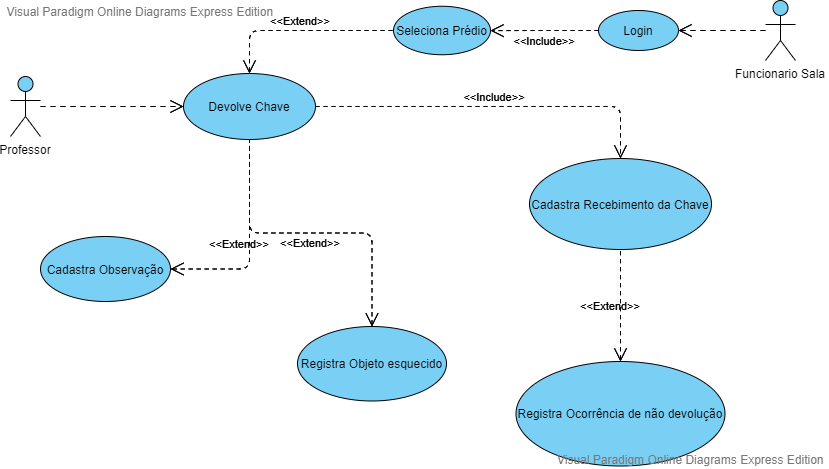 Visual Paradigm Online Diagrams Express Edition
<<Extend>>
Seleciona Prédio
<<Include>>
Login
Funcionario Sala
Professor
Devolve Chave
<<Include>>
Cadastra Recebimento da Chave
<<Extend>>
<<Extend>>
Cadastra Observação
<<Extend>>
Registra Objeto esquecido
Registra Ocorrência de não devolução
Visual Paradigm Online Diagrams Express Edition